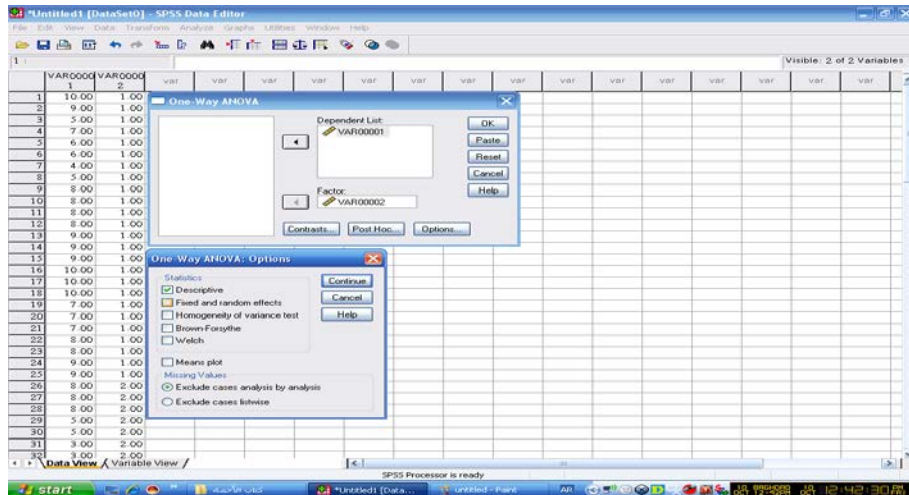 *Untitled1 [DataSet0] - SPSS Data Editor
File Edit View Data Transform Analyze Graphs Utilities Window Help
1 :
Visible: 2 of 2 Variables
VAR00001 VAR00002 var var var var var var var var var var var var var var
1 10.00 1.00
2 9.00 1.00
3 5.00 1.00
4 7.00 1.00
5 6.00 1.00
6 6.00 1.00
7 4.00 1.00
8 5.00 1.00
9 8.00 1.00
10 8.00 1.00
11 8.00 1.00
12 8.00 1.00
13 9.00 1.00
14 9.00 1.00
15 9.00 1.00
16 10.00 1.00
17 10.00 1.00
18 10.00 1.00
19 7.00 1.00
20 7.00 1.00
21 7.00 1.00
22 8.00 1.00
23 8.00 1.00
24 9.00 1.00
25 9.00 1.00
26 8.00 2.00
27 8.00 2.00
28 8.00 2.00
29 5.00 2.00
30 5.00 2.00
31 3.00 2.00
32 3.00 2.00
One-Way ANOVA
Dependent List:
VAR00001
OK
Paste
Reset
Cancel
Help
Factor:
VAR00002
Contrasts... Post Hoc... Options...
One-Way ANOVA: Options
Statistics
Descriptive
Fixed and random effects
Homogeneity of variance test
Brown-Forsythe
Welch
Means plot
Missing Values
Exclude cases analysis by analysis
Exclude cases listwise
Continue
Cancel
Help
Data View Variable View
SPSS Processor is ready
start
*Untitled1 [Data...
untitled - Paint
AR
12:42:30